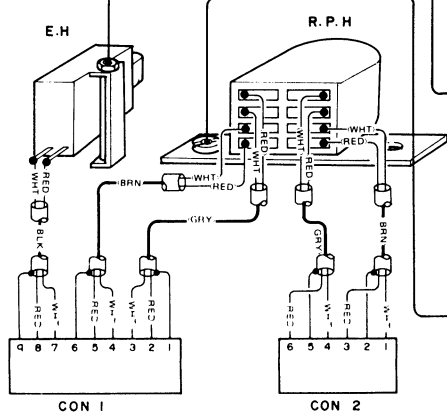 E.H
R.P.H
WHT
RED
RED
WHT
WHT
RED
WHT
RED
WHT
RED
BRN
WHT
RED
GRY
BLK
GRY
BRN
RED
WHT
RED
WHT
WHT
RED
RED
WHT
RED
WHT
9 8 7 6 5 4 3 2 1
6 5 4 3 2 1
CON 1
CON 2